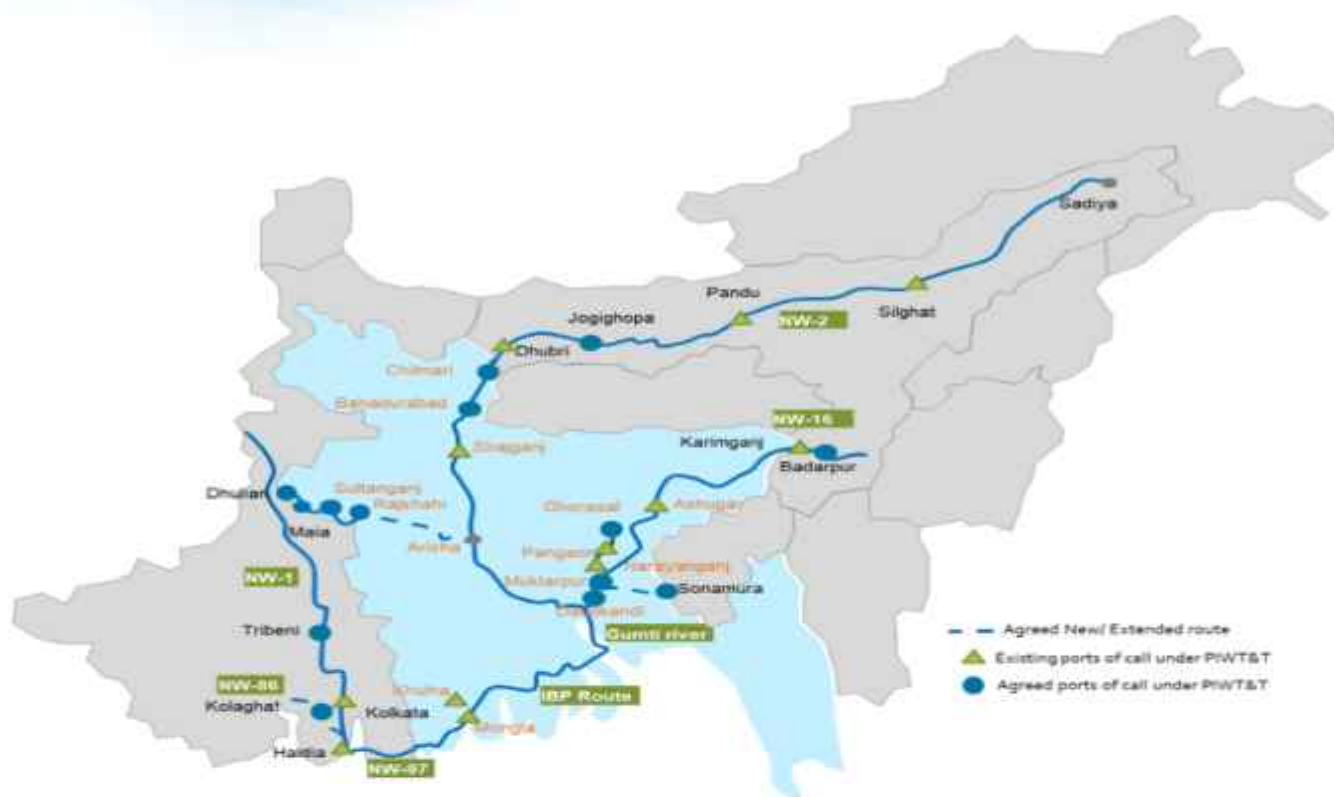 Sadiya
Pandu
Silghat
NW-2
Jogighopa
Dhubri
Chilmari
Bahadurabad
NW-16
Karimganj
Badarpur
Sirajganj
Dhulian
Sultanganj
Rajshahi
Maia
Aricha
Ghorasal
Ashuganj
Pangaon
Narayanganj
Muktarpur
Sonamura
Daudkandi
NW-1
Tribeni
Gumti river
NW-86
Kolaghat
Kolkata
Khulna
Mongla
IBP Route
Haldia
NW-97
Agreed New/ Extended route
Existing ports of call under PIWT&T
Agreed ports of call under PIWT&T